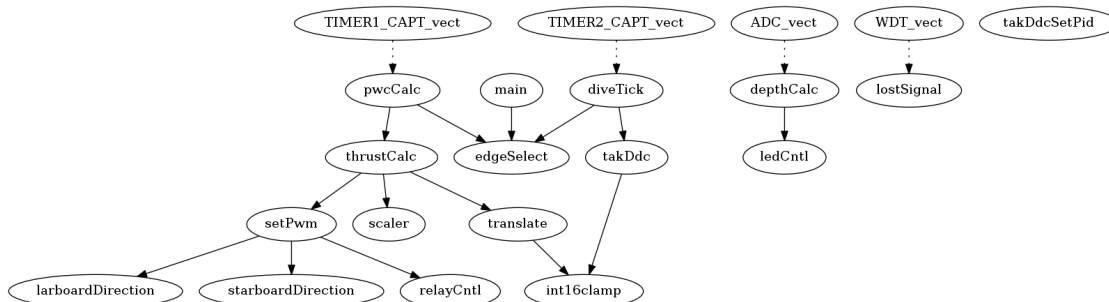 TIMER1_CAPT_vect
TIMER2_CAPT_vect
ADC_vect
WDT_vect
takDdcSetPid
pwcCalc
main
diveTick
depthCalc
lostSignal
thrustCalc
edgeSelect
takDdc
ledCntl
setPwm
scaler
translate
larboardDirection
starboardDirection
relayCntl
int16clamp